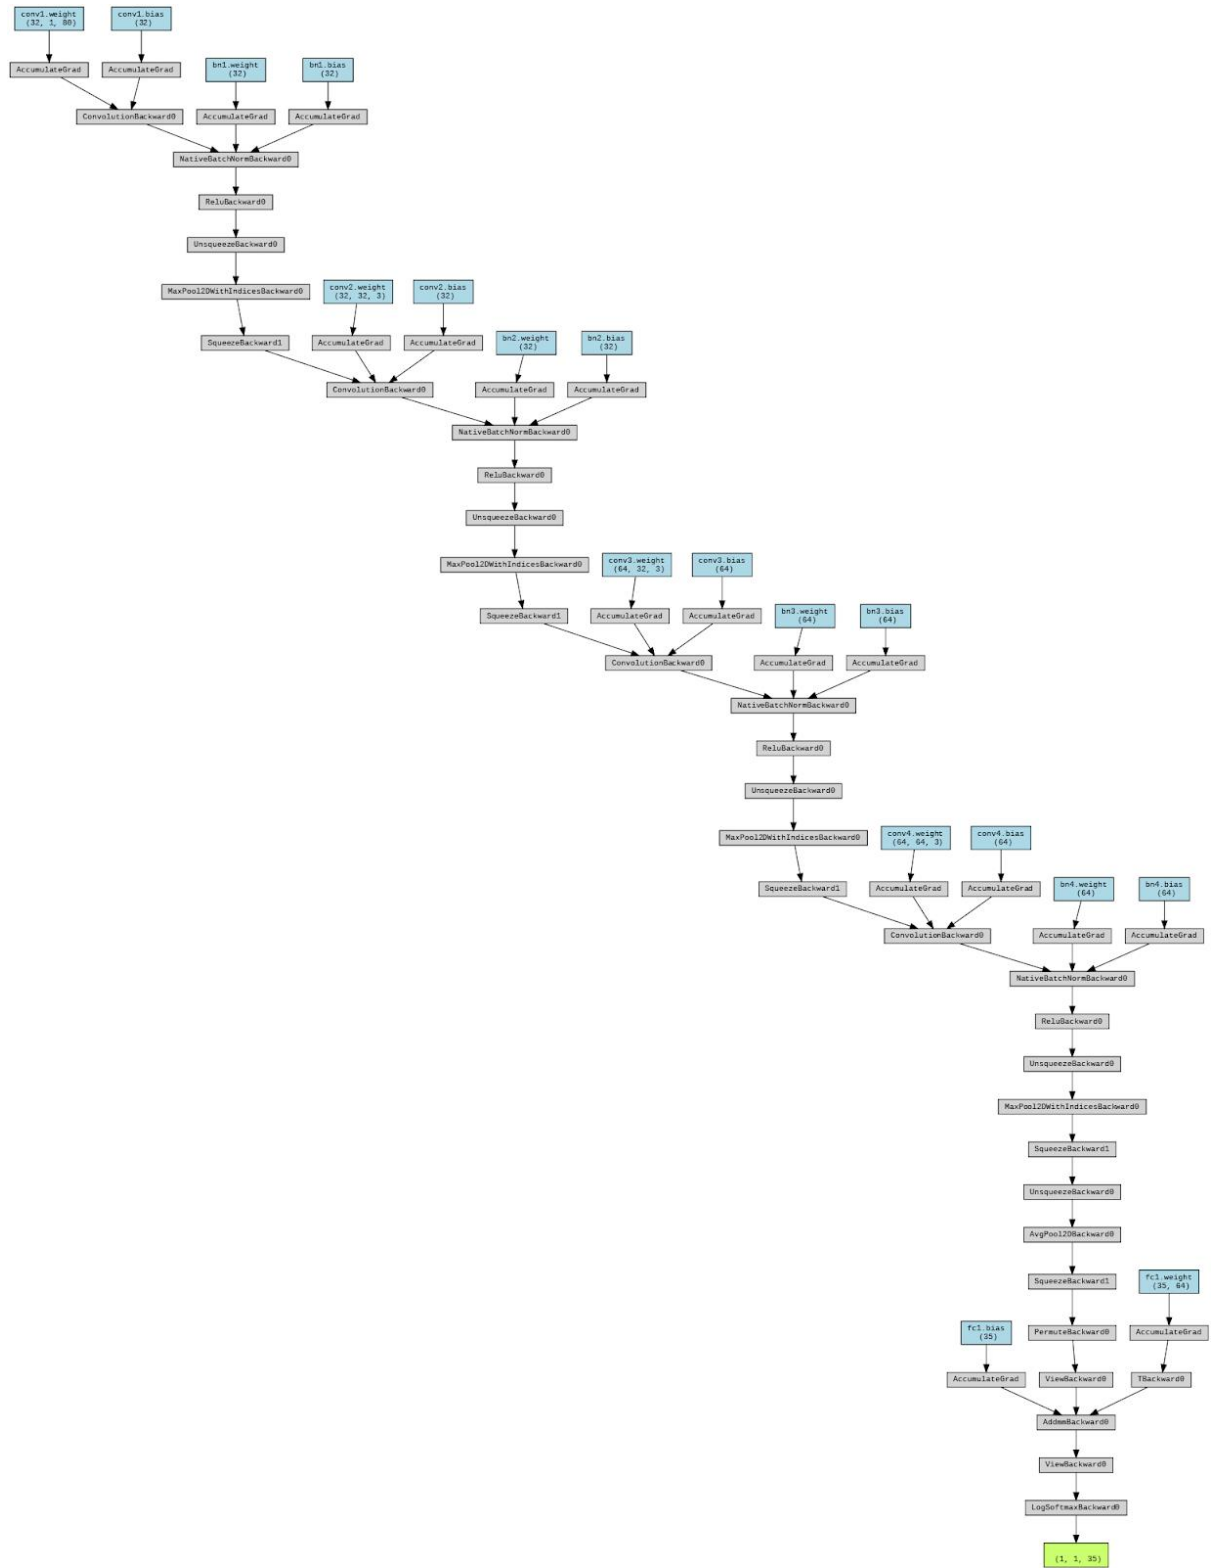 conv1.weight
(32, 1, 80)
conv1.bias
(32)
AccumulateGrad
AccumulateGrad
bn1.weight
(32)
bn1.bias
(32)
ConvolutionBackward0
AccumulateGrad
AccumulateGrad
NativeBatchNormBackward0
ReluBackward0
UnsqueezeBackward0
MaxPool2DWithIndicesBackward0
conv2.weight
(32, 32, 3)
conv2.bias
(32)
SqueezeBackward1
AccumulateGrad
AccumulateGrad
bn2.weight
(32)
bn2.bias
(32)
ConvolutionBackward0
AccumulateGrad
AccumulateGrad
NativeBatchNormBackward0
ReluBackward0
UnsqueezeBackward0
MaxPool2DWithIndicesBackward0
conv3.weight
(64, 32, 3)
conv3.bias
(64)
SqueezeBackward1
AccumulateGrad
AccumulateGrad
bn3.weight
(64)
bn3.bias
(64)
ConvolutionBackward0
AccumulateGrad
AccumulateGrad
NativeBatchNormBackward0
ReluBackward0
UnsqueezeBackward0
MaxPool2DWithIndicesBackward0
conv4.weight
(64, 64, 3)
conv4.bias
(64)
SqueezeBackward1
AccumulateGrad
AccumulateGrad
bn4.weight
(64)
bn4.bias
(64)
ConvolutionBackward0
AccumulateGrad
AccumulateGrad
NativeBatchNormBackward0
ReluBackward0
UnsqueezeBackward0
MaxPool2DWithIndicesBackward0
SqueezeBackward1
UnsqueezeBackward0
AvgPool2DBackward0
SqueezeBackward1
fc1.weight
(35, 64)
fc1.bias
(35)
PermuteBackward0
AccumulateGrad
AccumulateGrad
ViewBackward0
TBackward0
AddmmBackward0
ViewBackward0
LogSoftmaxBackward0
(1, 1, 35)